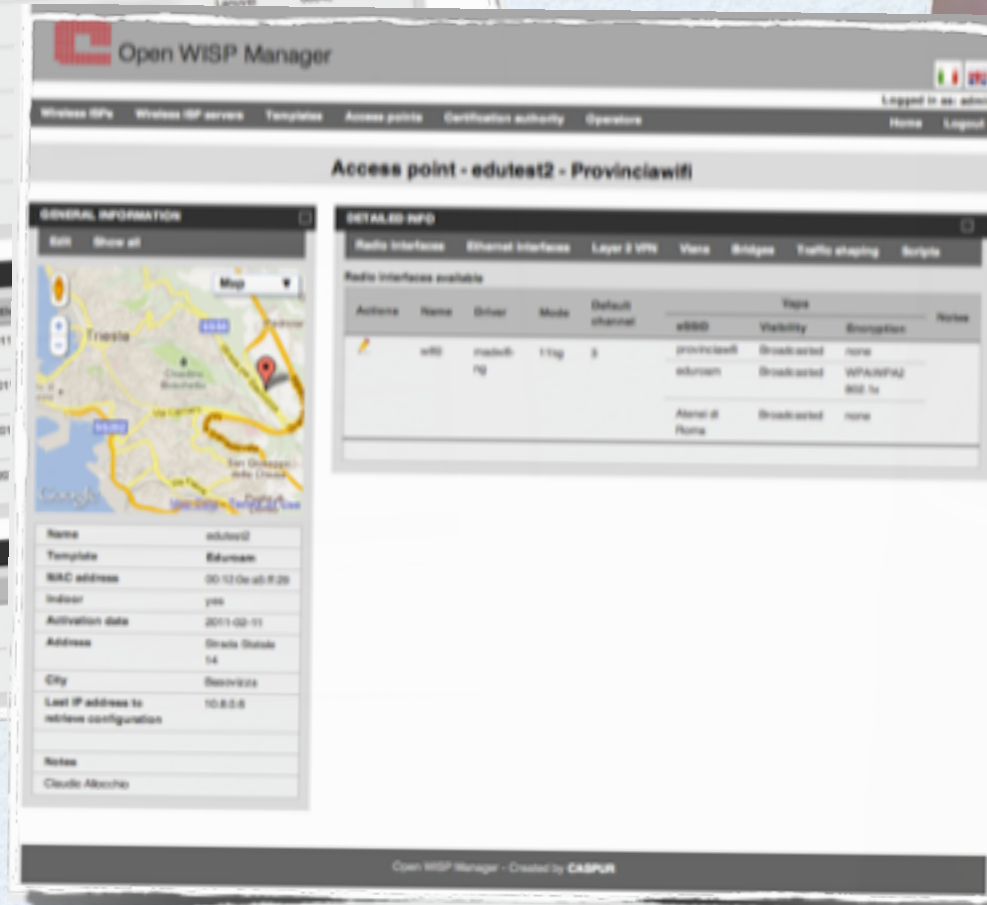 Open WISP Manager
Logged in as: admin
Wireless ISPs Wireless ISP servers Templates Access points Certification authority Operators Home Logout
Access point - edutest2 - Provinciawifi
GENERAL INFORMATION
Edit Show all
Map
Trieste
Google
Name edutest2
Template Eduroam
MAC address
Indoor yes
Activation date 2011-02-11
Address Strada Statale
14
City Basovizza
Last IP address to 10.8.0.6
retrieve configuration
Notes
Claudio Allocchio
DETAILED INFO
Radio interfaces Ethernet interfaces Layer 2 VPN Vlans Bridges Traffic shaping Scripts
Radio interfaces available
Actions Name Driver Mode Default Vaps Notes
channel eSSID Visibility Encryption
wifi0 madwifi- 11bg provinciawifi Broadcasted none
ng eduroam Broadcasted WPA/WPA2
802.1x
Atenei di Broadcasted none
Roma
Open WISP Manager - Created by CASPUR